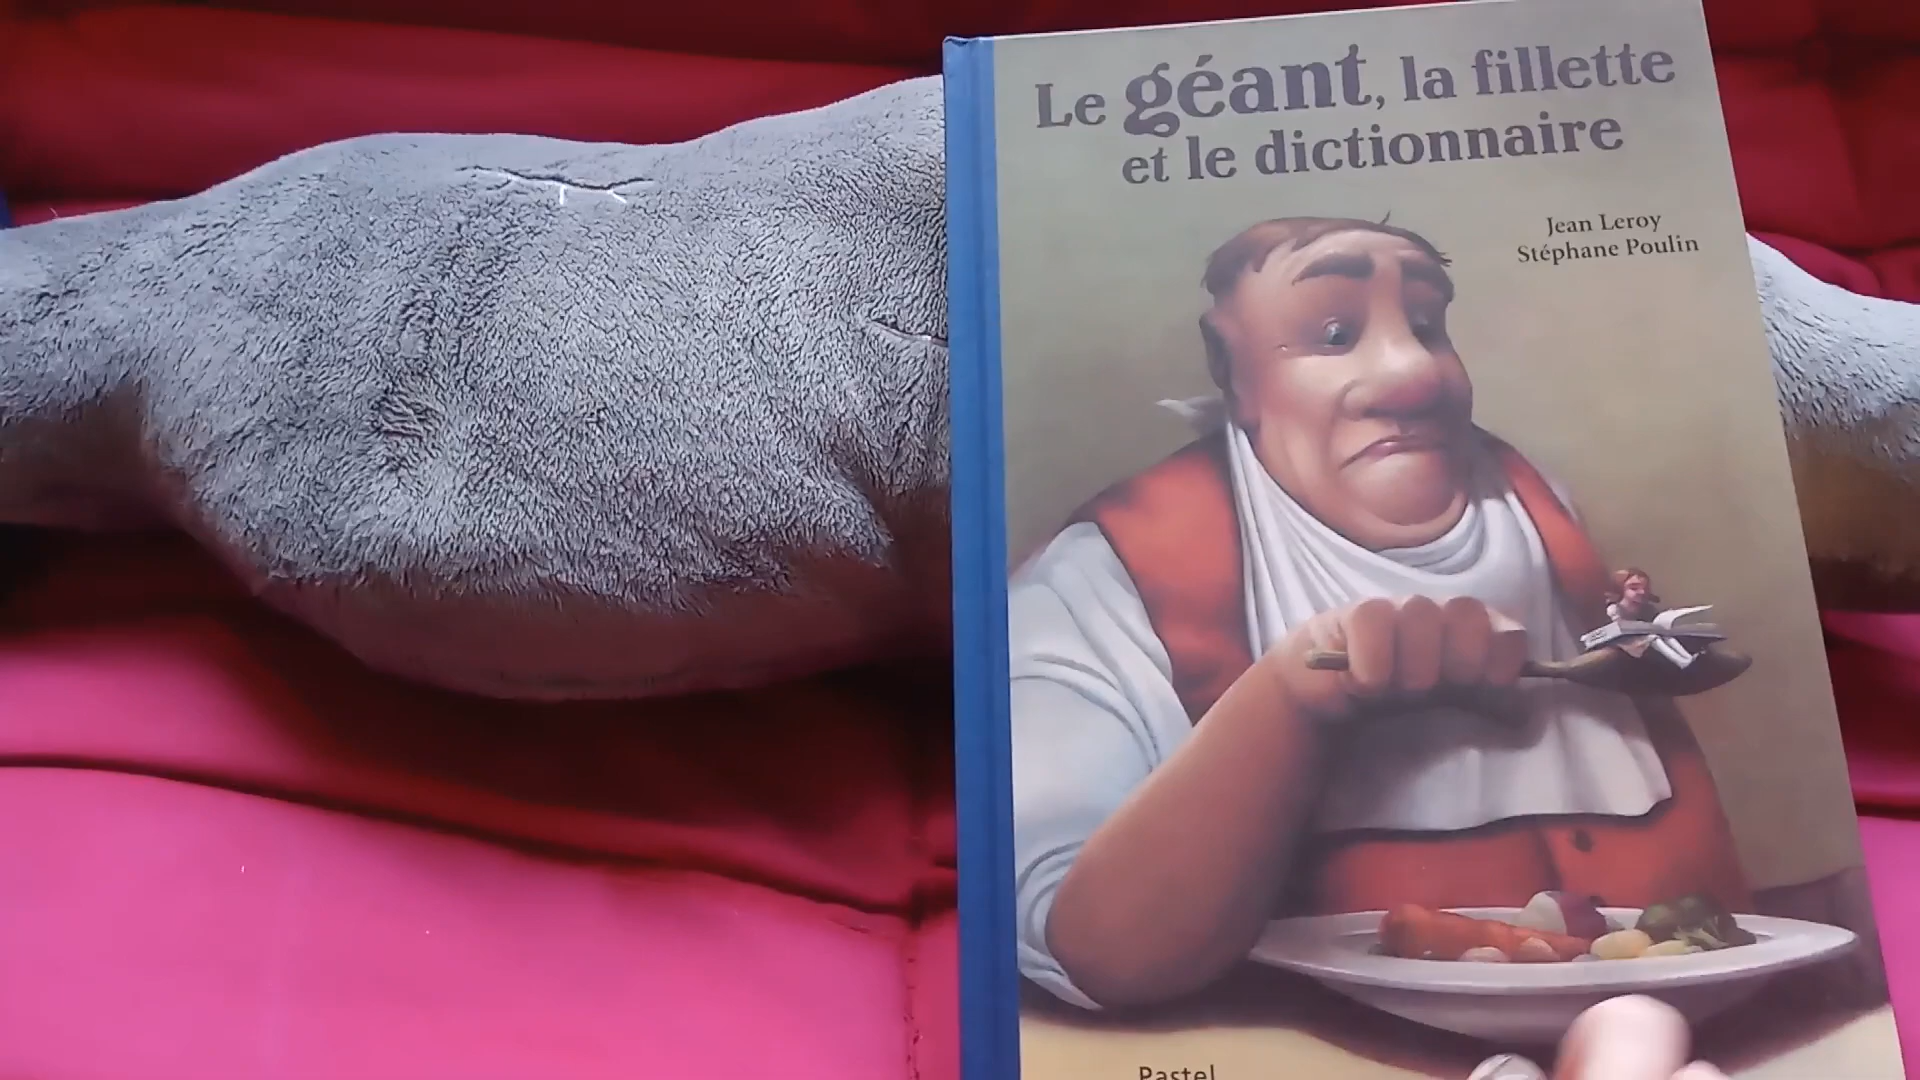 Le géant, la fillette
et le dictionnaire
Jean Leroy
Stéphane Poulin
Pastel